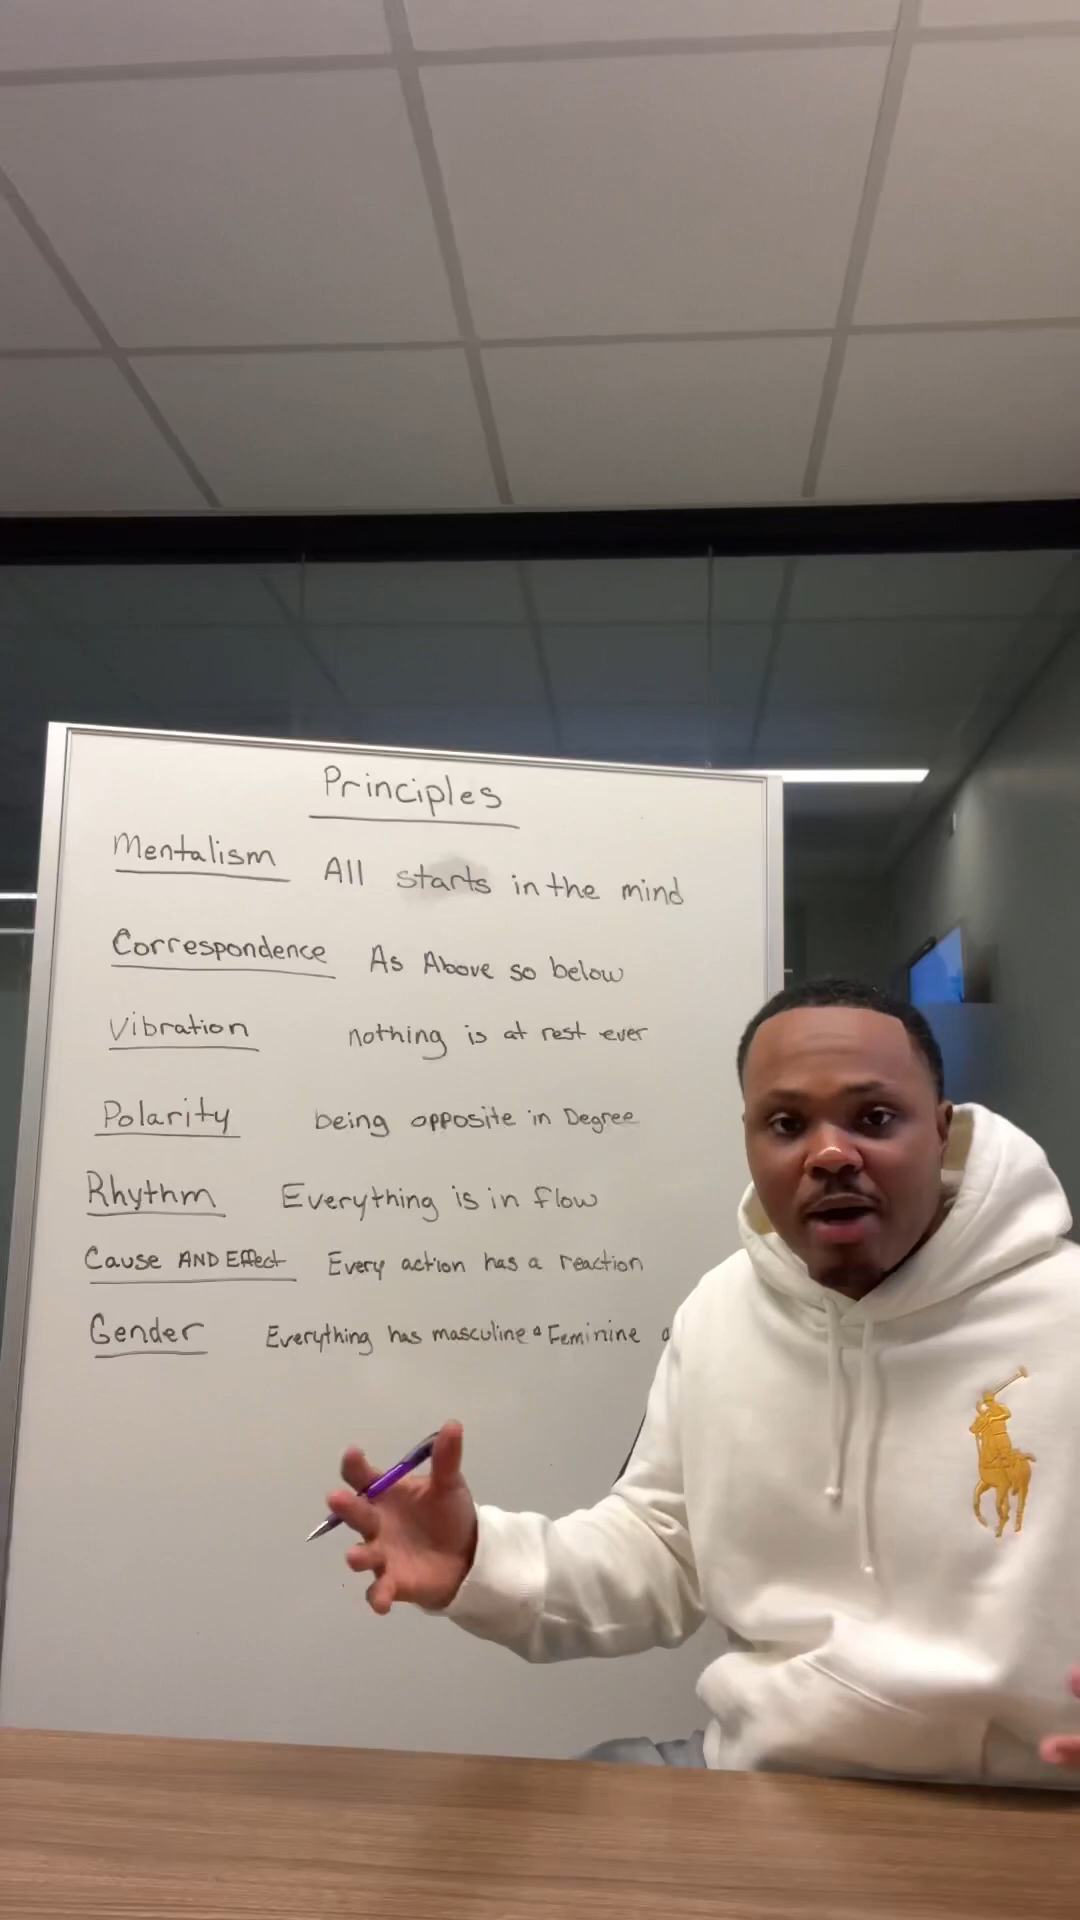 Principles
Mentalism All starts in the mind
Correspondence As Above so below
Vibration nothing is at rest ever
Polarity being opposite in Degree
Rhythm Everything is in flow
Cause AND Effect Every action has a reaction
Gender Everything has masculine & Feminine